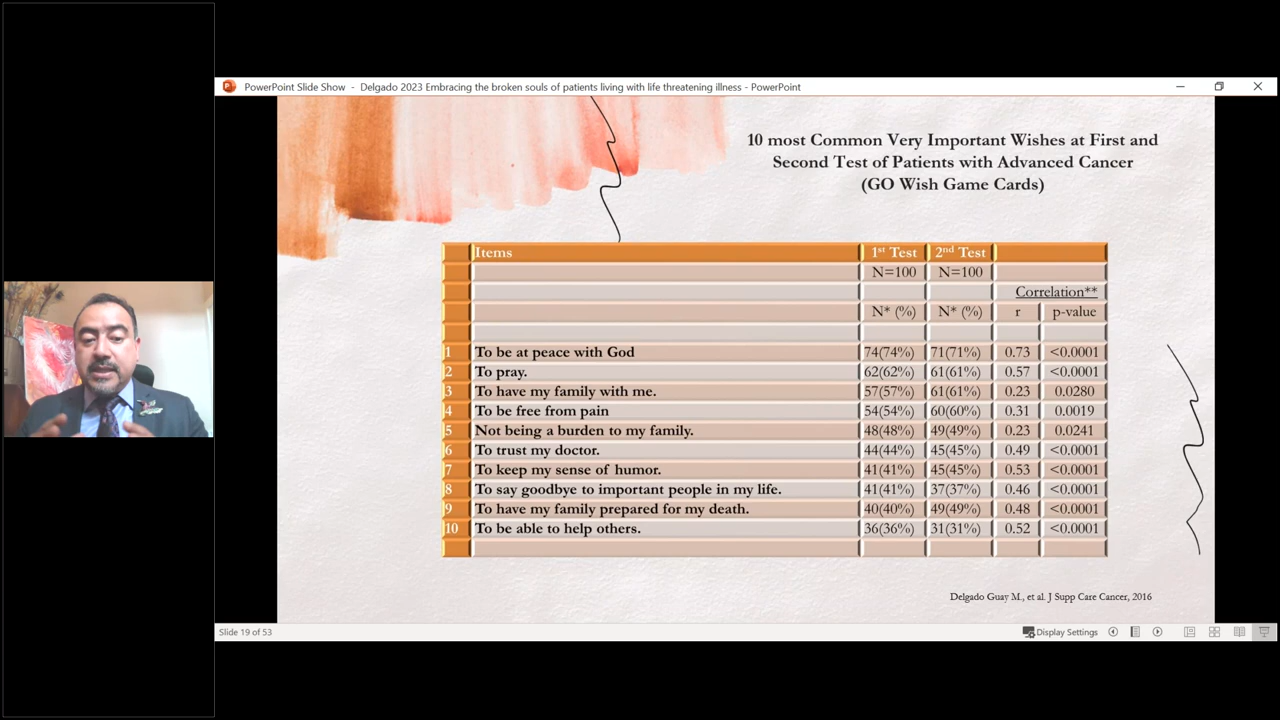 PowerPoint Slide Show - Delgado 2023 Embracing the broken souls of patients living with life threatening illness - PowerPoint
10 most Common Very Important Wishes at First and
Second Test of Patients with Advanced Cancer
(GO Wish Game Cards)
Items 1st Test 2nd Test
N=100 N=100
Correlation**
N* (%) N* (%) r p-value
1 To be at peace with God 74(74%) 71(71%) 0.73 <0.0001
2 To pray. 62(62%) 61(61%) 0.57 <0.0001
3 To have my family with me. 57(57%) 61(61%) 0.23 0.0280
4 To be free from pain 54(54%) 60(60%) 0.31 0.0019
5 Not being a burden to my family. 48(48%) 49(49%) 0.23 0.0241
6 To trust my doctor. 44(44%) 45(45%) 0.49 <0.0001
7 To keep my sense of humor. 41(41%) 45(45%) 0.53 <0.0001
8 To say goodbye to important people in my life. 41(41%) 37(37%) 0.46 <0.0001
9 To have my family prepared for my death. 40(40%) 49(49%) 0.48 <0.0001
10 To be able to help others. 36(36%) 31(31%) 0.52 <0.0001
Delgado Guay M., et al. J Supp Care Cancer, 2016
Slide 19 of 53 Display Settings